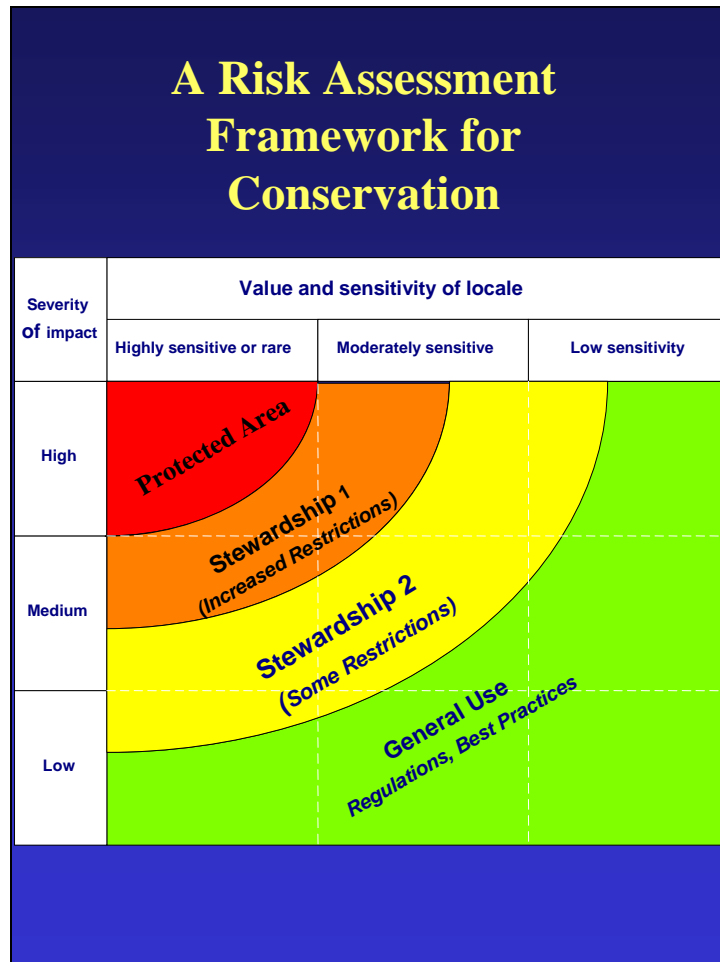 A Risk Assessment
Framework for
Conservation
Severity
of impact
Value and sensitivity of locale
Highly sensitive or rare
Moderately sensitive
Low sensitivity
High
Medium
Low
Protected Area
Stewardship 1
(Increased Restrictions)
Stewardship 2
(Some Restrictions)
General Use
Regulations, Best Practices